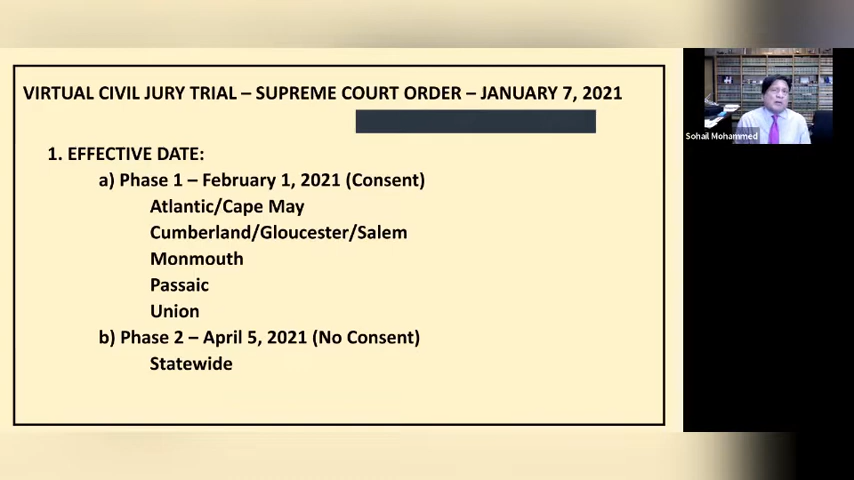 VIRTUAL CIVIL JURY TRIAL – SUPREME COURT ORDER – JANUARY 7, 2021
1. EFFECTIVE DATE:
a) Phase 1 – February 1, 2021 (Consent)
Atlantic/Cape May
Cumberland/Gloucester/Salem
Monmouth
Passaic
Union
b) Phase 2 – April 5, 2021 (No Consent)
Statewide
Sohail Mohammed